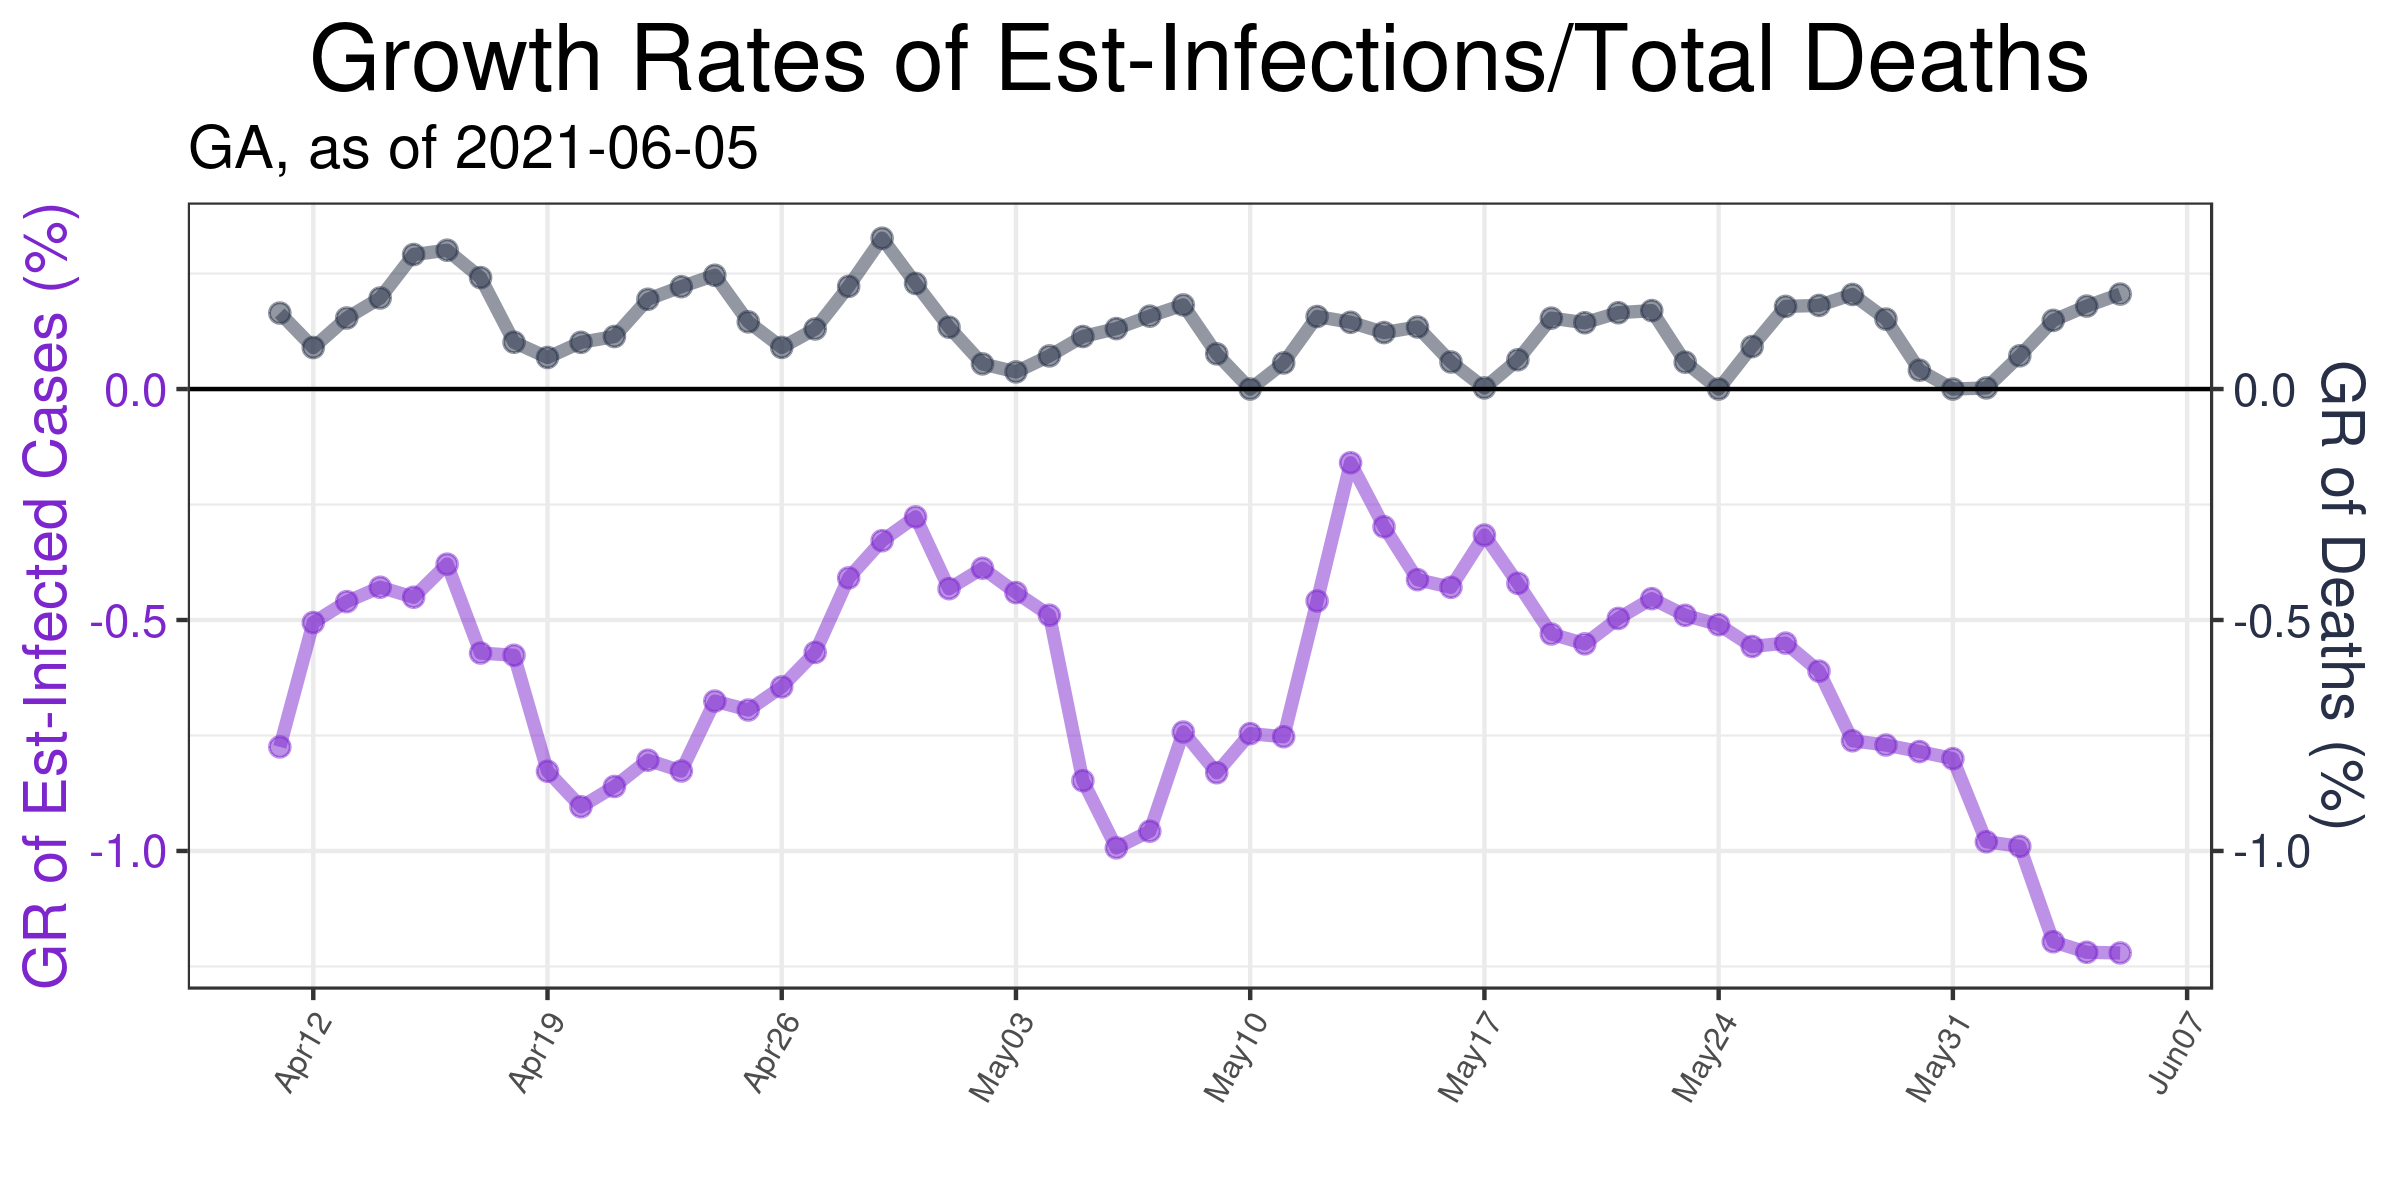 Growth Rates of Est-Infections/Total Deaths
GA, as of 2021-06-05
GR of Est-Infected Cases (%)
0.0
-0.5
-1.0
0.0
-0.5
-1.0
GR of Deaths (%)
Apr12
Apr19
Apr26
May03
May10
May17
May24
May31
Jun07